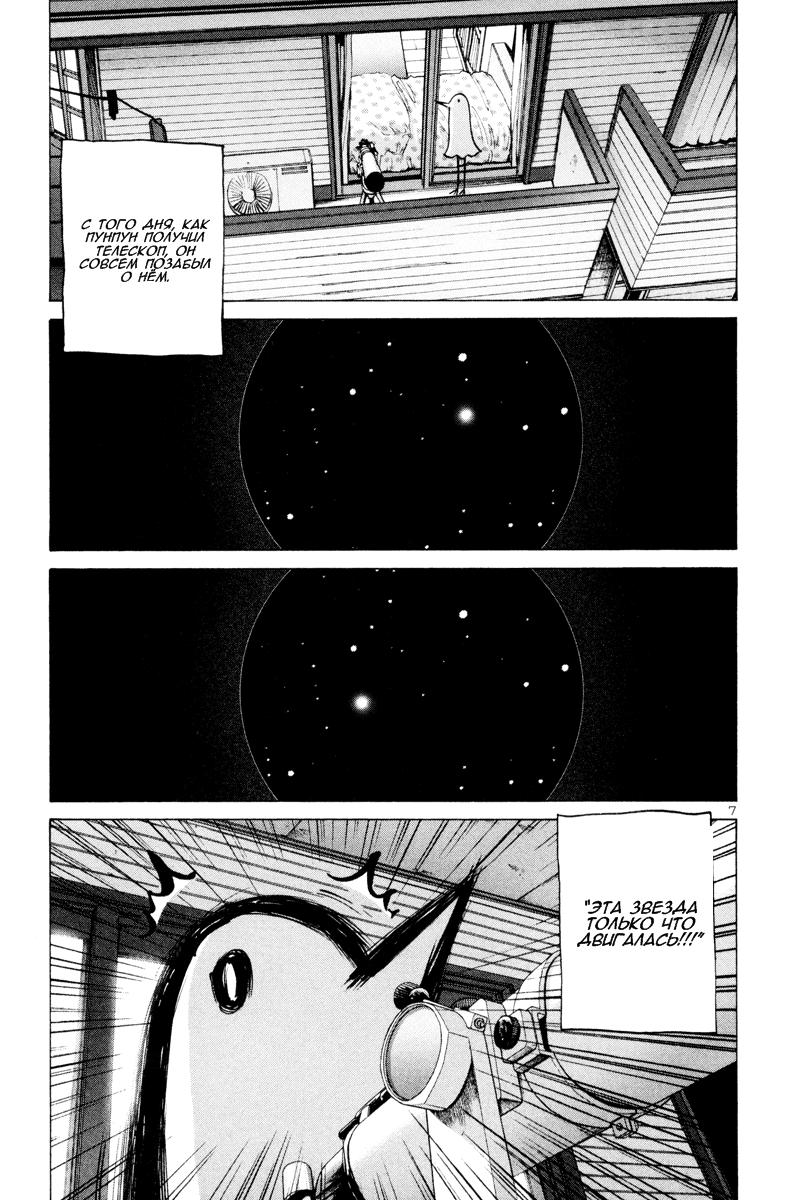 С ТОГО ДНЯ, КАК
ПУНПУН ПОЛУЧИЛ
ТЕЛЕСКОП, ОН
СОВСЕМ ПОЗАБЫЛ
О НЁМ.
7
"ЭТА ЗВЕЗДА
ТОЛЬКО ЧТО
ДВИГАЛАСЬ!!!"